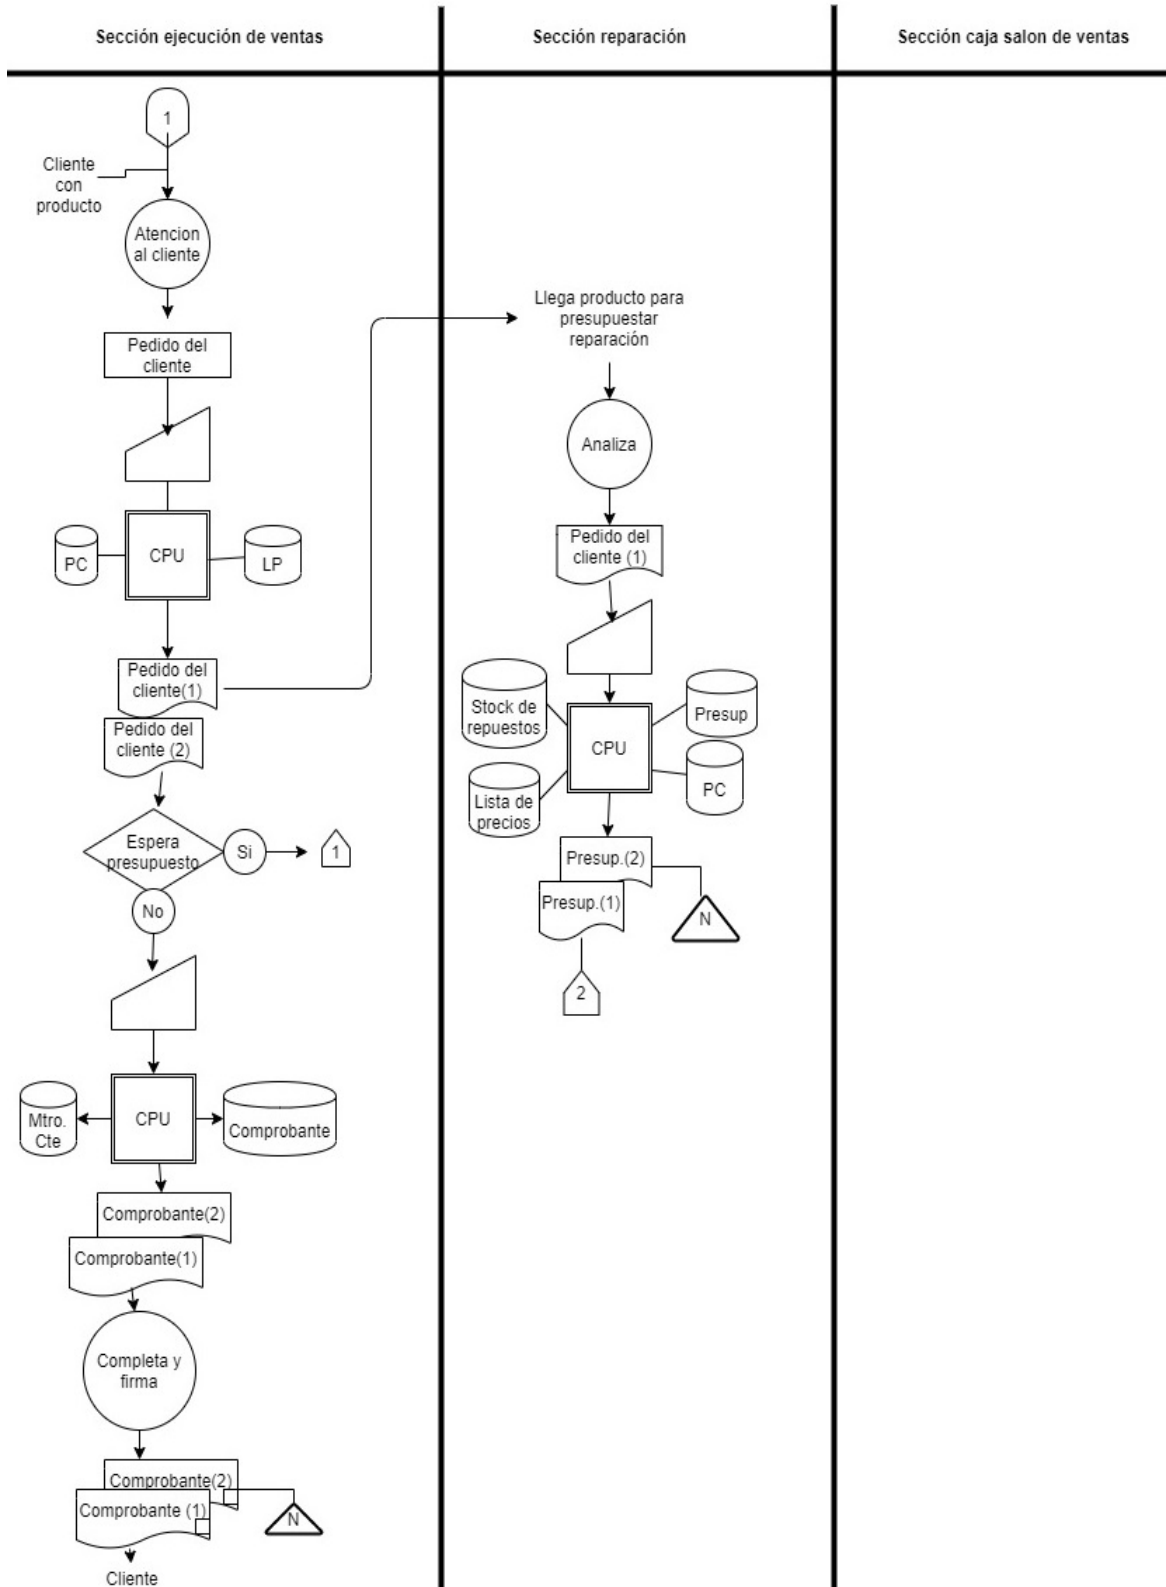 Sección ejecución de ventas
Sección reparación
Sección caja salon de ventas
1
Cliente
con
producto
Atencion
al cliente
Pedido del
cliente
PC
CPU
LP
Pedido del
cliente(1)
Pedido del
cliente (2)
Espera
presupuesto
Si
1
No
Mtro.
Cte
CPU
Comprobante
Comprobante(2)
Comprobante(1)
Completa y
firma
Comprobante(2)
Comprobante (1)
N
Cliente
Llega producto para
presupuestar
reparación
Analiza
Pedido del
cliente (1)
Stock de
repuestos
CPU
Presup
PC
Lista de
precios
Presup.(2)
Presup.(1)
N
2